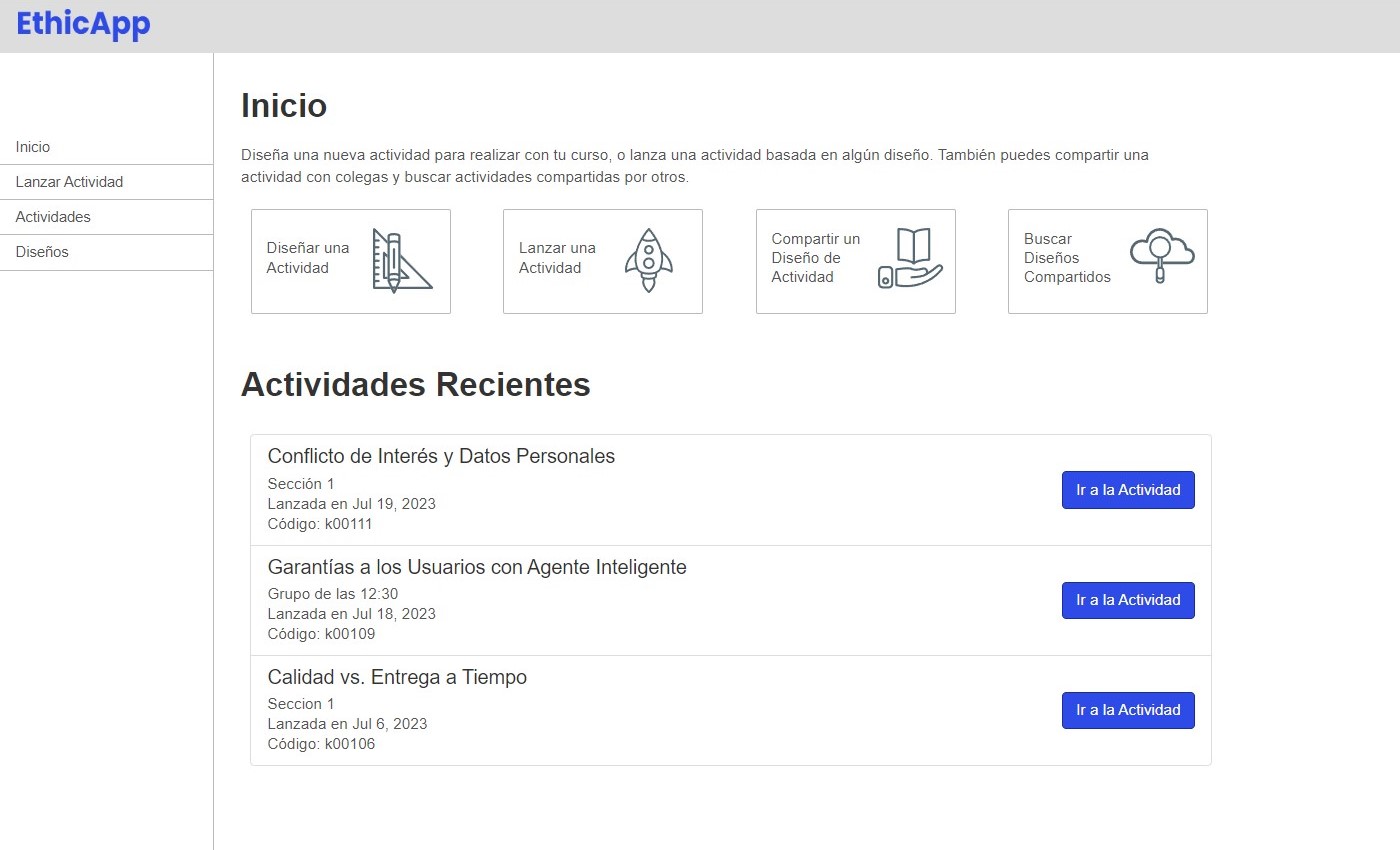 EthicApp
Inicio
Lanzar Actividad
Actividades
Diseños
Inicio
Diseña una nueva actividad para realizar con tu curso, o lanza una actividad basada en algún diseño. También puedes compartir una
actividad con colegas y buscar actividades compartidas por otros.
Diseñar una
Actividad
Lanzar una
Actividad
Compartir un
Diseño de
Actividad
Buscar
Diseños
Compartidos
Actividades Recientes
Conflicto de Interés y Datos Personales
Sección 1
Lanzada en Jul 19, 2023
Código: k00111
Ir a la Actividad
Garantías a los Usuarios con Agente Inteligente
Grupo de las 12:30
Lanzada en Jul 18, 2023
Código: k00109
Ir a la Actividad
Calidad vs. Entrega a Tiempo
Seccion 1
Lanzada en Jul 6, 2023
Código: k00106
Ir a la Actividad